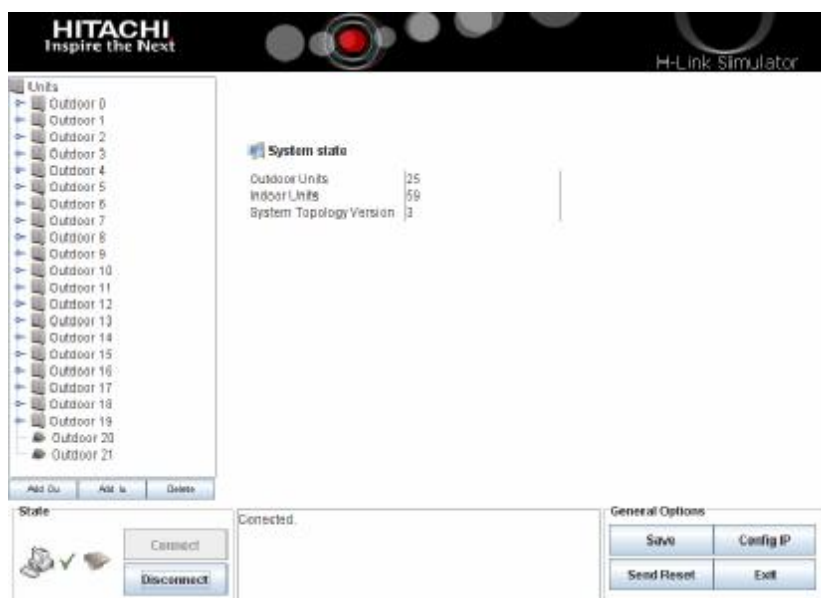 HITACHI
Inspire the Next
H-Link Simulator
Units
Outdoor 0
Outdoor 1
Outdoor 2
Outdoor 3
Outdoor 4
Outdoor 5
Outdoor 6
Outdoor 7
Outdoor 8
Outdoor 9
Outdoor 10
Outdoor 11
Outdoor 12
Outdoor 13
Outdoor 14
Outdoor 15
Outdoor 16
Outdoor 17
Outdoor 18
Outdoor 19
Outdoor 20
Outdoor 21
System state
Outdoor Units 25
Indoor Units 59
System Topology Version 3
Add Ou Add Iu Delete
State
Connect
Disconnect
Conected.
General Options
Save Config IP
Send Reset Exit